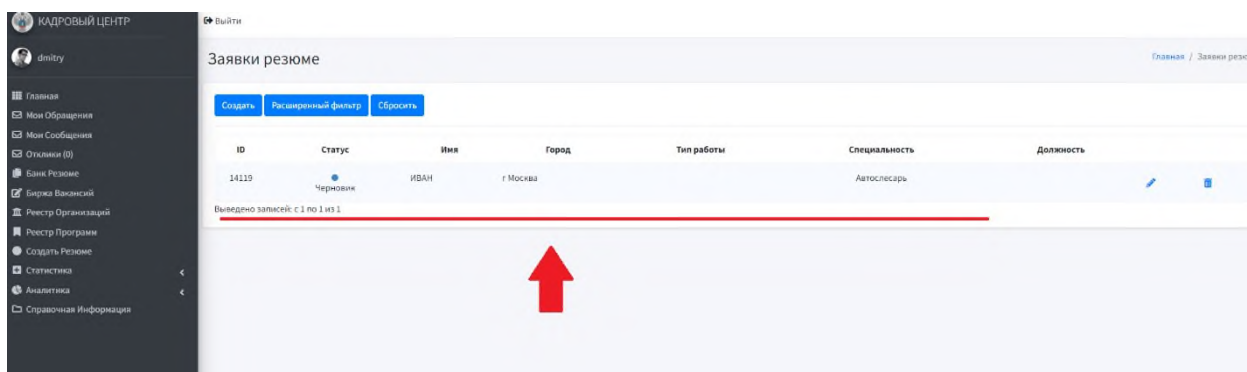 КАДРОВЫЙ ЦЕНТР
Выйти
dmitry
Заявки резюме
Главная / Заявки резю
Главная
Мои Обращения
Мои Сообщения
Отклики (0)
Банк Резюме
Биржа Вакансий
Реестр Организаций
Реестр Программ
Создать Резюме
Статистика
Аналитика
Справочная Информация
Создать Расширенный фильтр Сбросить
ID Статус Имя Город Тип работы Специальность Должность
14119 Черновик ИВАН г Москва Автослесарь
Выведено записей: с 1 по 1 из 1